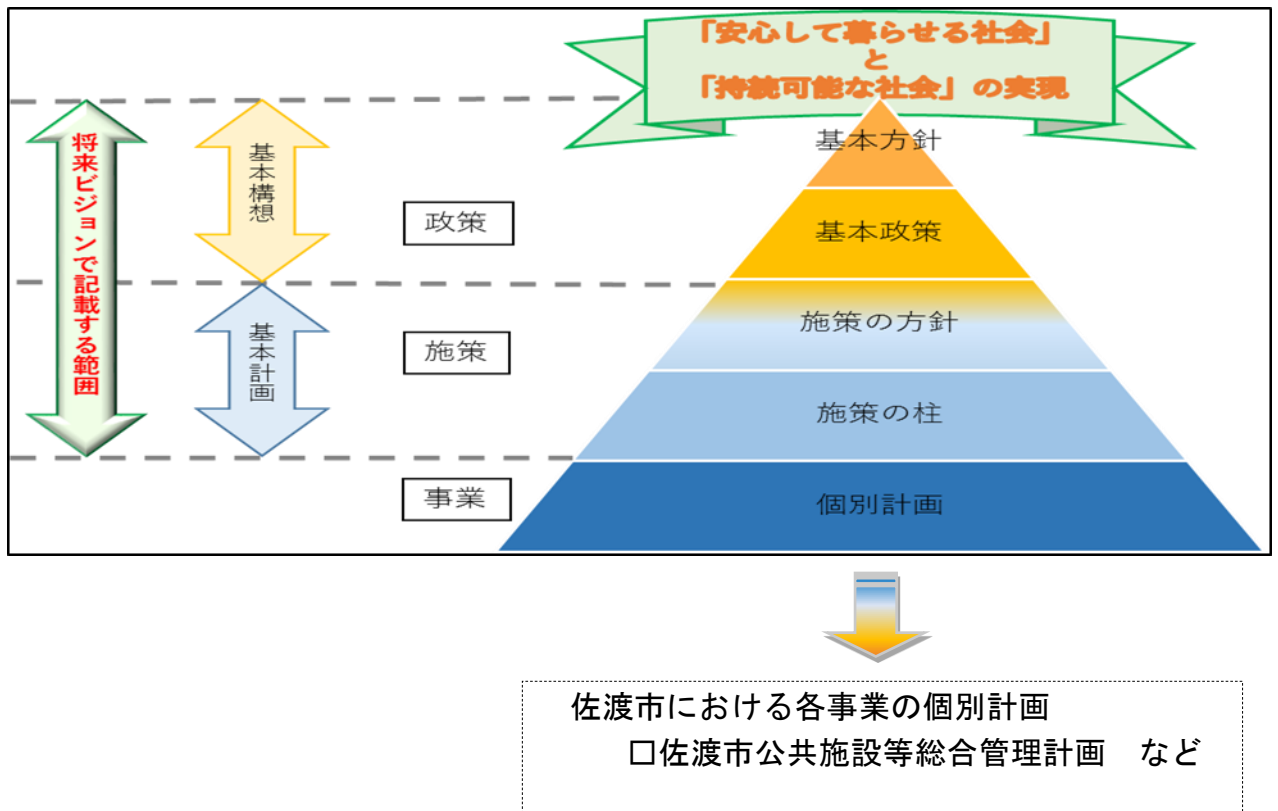 「安心して暮らせる社会」
と
「持続可能な社会」の実現
将来ビジョンで記載する範囲
基本構想
基本計画
政策
施策
事業
基本方針
基本政策
施策の方針
施策の柱
個別計画
佐渡市における各事業の個別計画
□佐渡市公共施設等総合管理計画　など